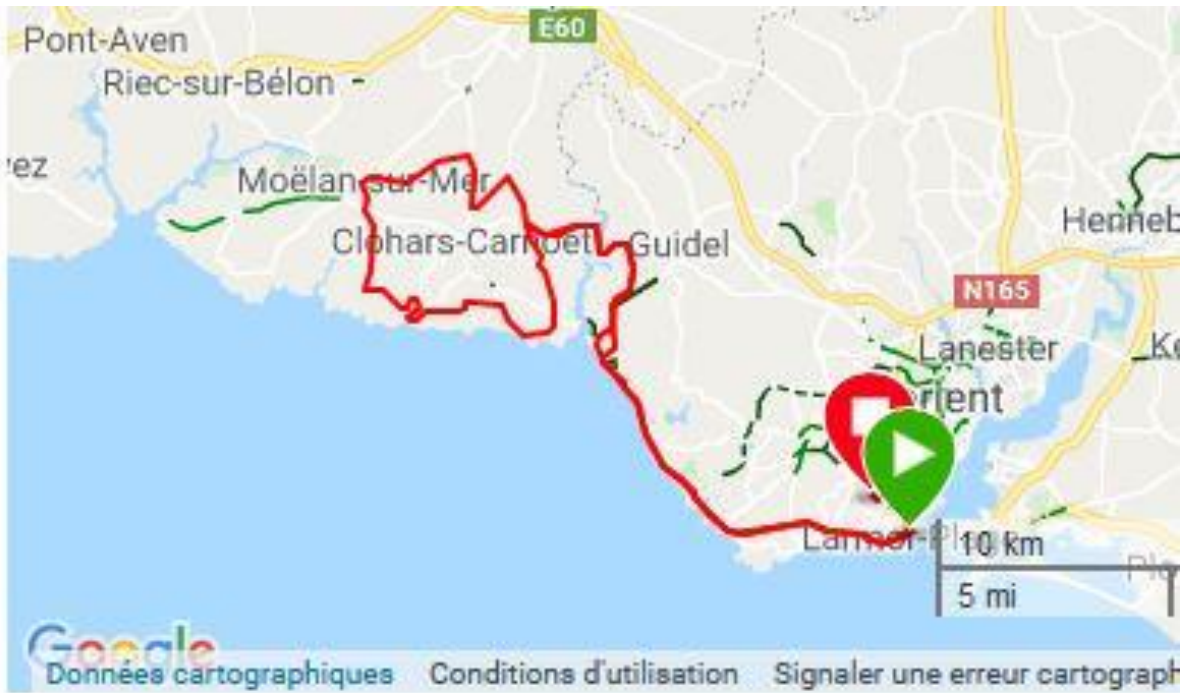 E60
Pont-Aven
Riec-sur-Bélon
ez
Moëlan-sur-Mer
Henneb
Clohars-Carnoët
Guidel
N165
Lanester
Ke
rient
10 km
5 mi
Google
Données cartographiques Conditions d'utilisation Signaler une erreur cartograph